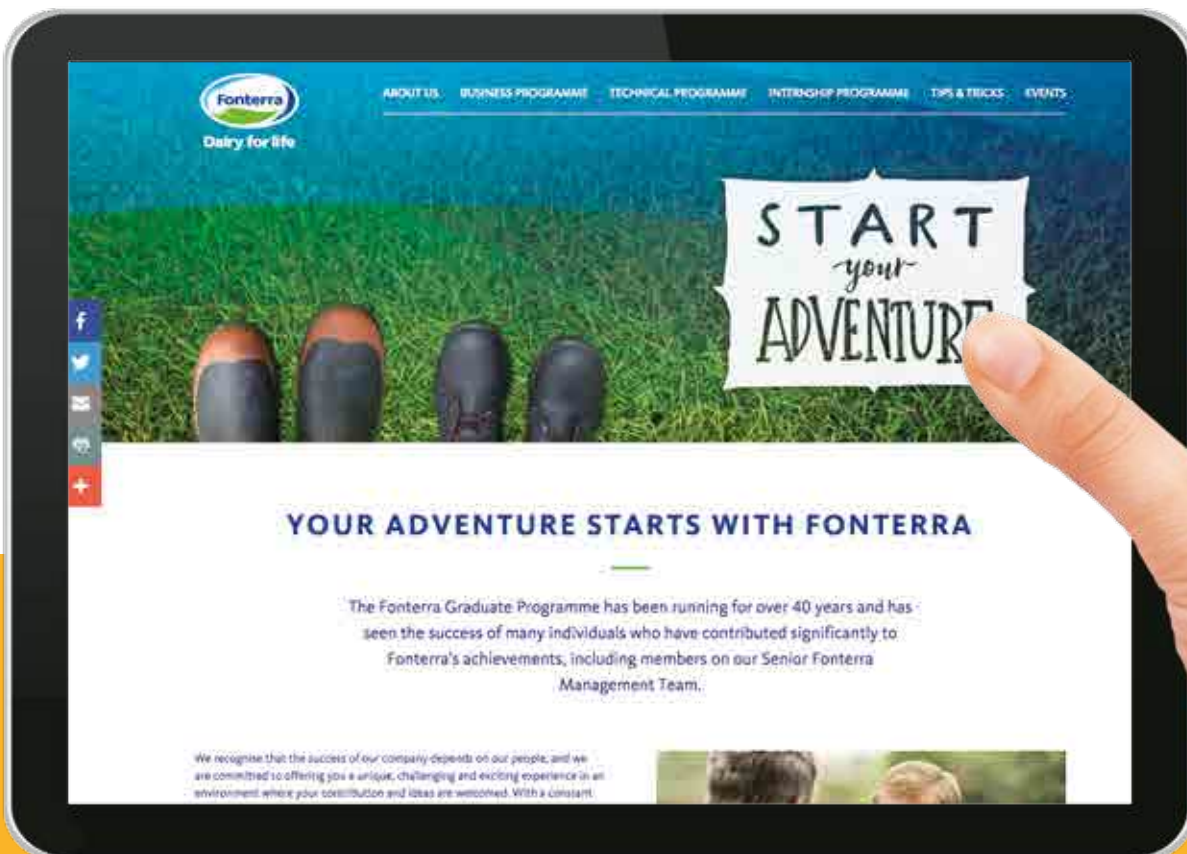 Fonterra
Dairy for life
ABOUT US BUSINESS PROGRAMME TECHNICAL PROGRAMME INTERNSHIP PROGRAMME TIPS & TRICKS EVENTS
START
your
ADVENTURE
f
YOUR ADVENTURE STARTS WITH FONTERRA
The Fonterra Graduate Programme has been running for over 40 years and has
seen the success of many individuals who have contributed significantly to
Fonterra's achievements, including members on our Senior Fonterra
Management Team.
We recognise that the success of our company depends on our people, and we
are committed to offering you a unique, challenging and exciting experience in an
environment where your contribution and ideas are welcomed. With a constant